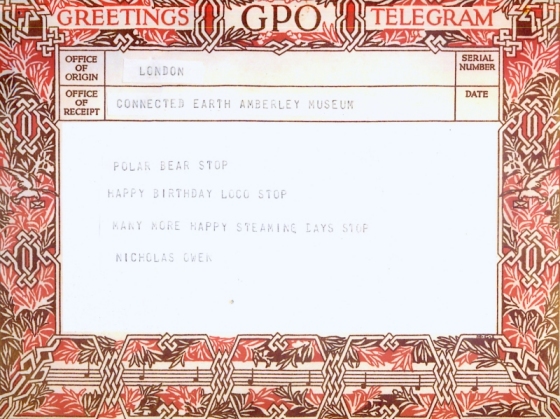 GREETINGS GPO TELEGRAM
OFFICE OF ORIGIN
LONDON
SERIAL NUMBER
OFFICE OF RECEIPT
CONNECTED EARTH AMBERLEY MUSEUM
DATE
POLAR BEAR STOP
HAPPY BIRTHDAY LOCO STOP
MANY MORE HAPPY STEAMING DAYS STOP
NICHOLAS OWEN